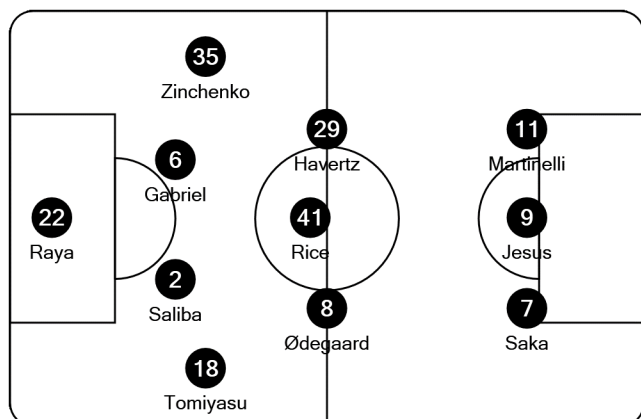 35
Zinchenko
29
Havertz
11
Martinelli
6
Gabriel
22
Raya
41
Rice
9
Jesus
2
Saliba
8
Ødegaard
7
Saka
18
Tomiyasu